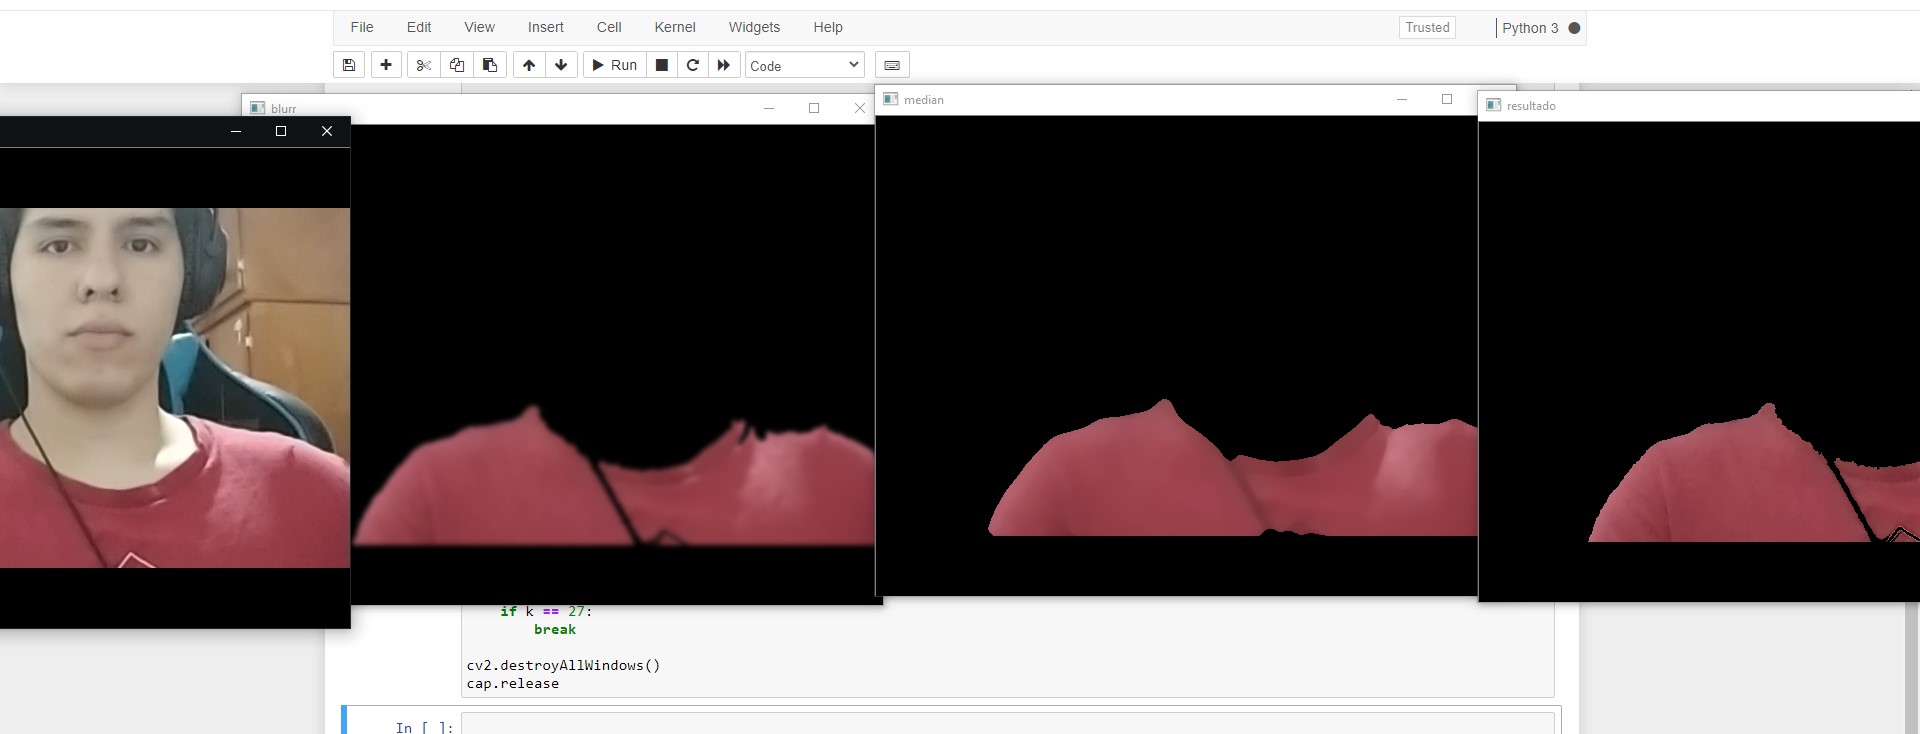 File Edit View Insert Cell Kernel Widgets Help Trusted Python 3
Run Code
blurr
median
resultado
if k == 27:
break
cv2.destroyAllWindows()
cap.release
In [ ]: